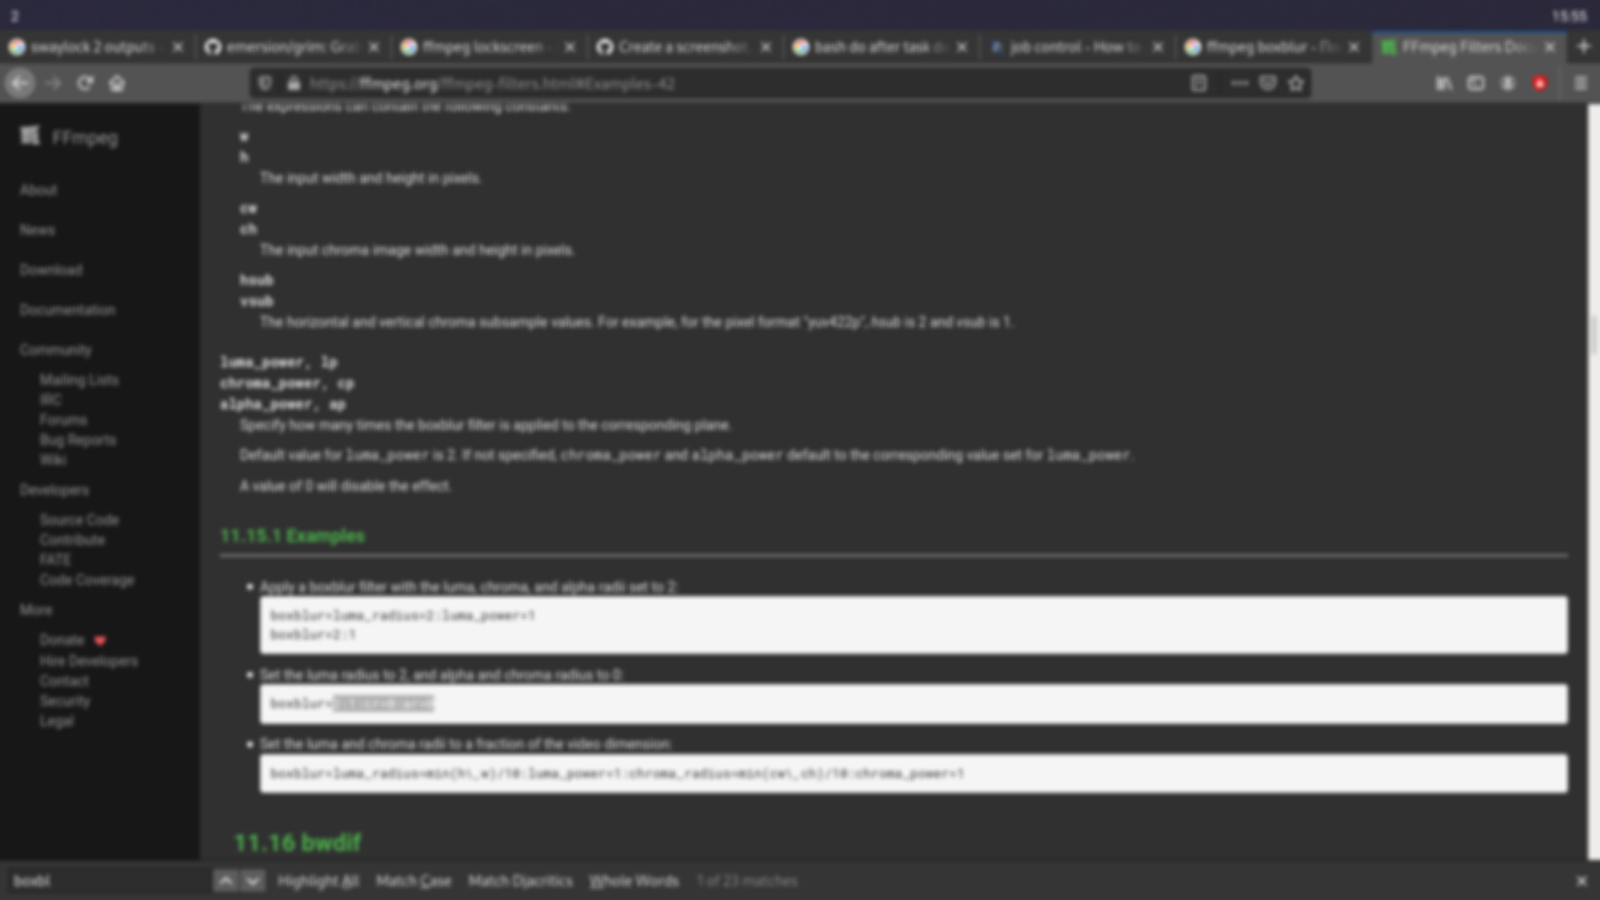 2
15:55
swaylock 2 outputs
emersion/grim: Gra
ffmpeg lockscreen -
Create a screenshot.
bash do after task d
job control - How to
ffmpeg boxblur -
FFmpeg Filters Doc
https://ffmpeg.org/ffmpeg-filters.html#Examples-42
FFmpeg
About
News
Download
Documentation
Community
Mailing Lists
IRC
Forums
Bug Reports
Wiki
Developers
Source Code
Contribute
FATE
Code Coverage
More
Donate
Hire Developers
Contact
Security
Legal
The expressions can contain the following constants:
w
h
The input width and height in pixels.
cw
ch
The input chroma image width and height in pixels.
hsub
vsub
The horizontal and vertical chroma subsample values. For example, for the pixel format "yuv422p", hsub is 2 and vsub is 1.
luma_power, lp
chroma_power, cp
alpha_power, ap
Specify how many times the boxblur filter is applied to the corresponding plane.
Default value for luma_power is 2. If not specified, chroma_power and alpha_power default to the corresponding value set for luma_power.
A value of 0 will disable the effect.
11.15.1 Examples
Apply a boxblur filter with the luma, chroma, and alpha radii set to 2:
boxblur=luma_radius=2:luma_power=1
boxblur=2:1
Set the luma radius to 2, and alpha and chroma radius to 0:
boxblur=
Set the luma and chroma radii to a fraction of the video dimension:
boxblur=luma_radius=min(h\,w)/10:luma_power=1:chroma_radius=min(cw\,ch)/10:chroma_power=1
11.16 bwdif
boxbl
Highlight All
Match Case
Match Diacritics
Whole Words
1 of 23 matches